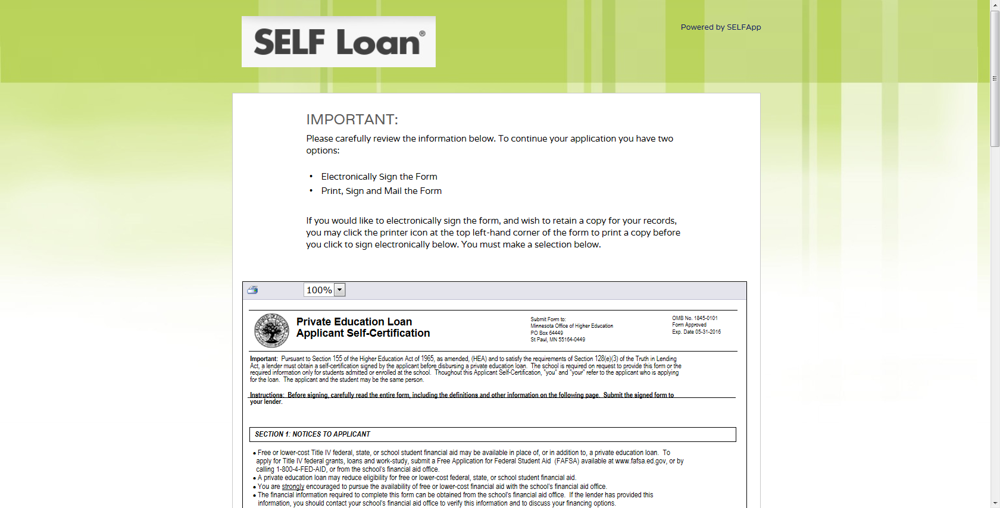 SELF Loan®
Powered by SELFApp
IMPORTANT:
Please carefully review the information below. To continue your application you have two
options:
• Electronically Sign the Form
• Print, Sign and Mail the Form
If you would like to electronically sign the form, and wish to retain a copy for your records,
you may click the printer icon at the top left-hand corner of the form to print a copy before
you click to sign electronically below. You must make a selection below.
100%
Private Education Loan
Applicant Self-Certification
Submit Form to:
Minnesota Office of Higher Education
PO Box 64449
St Paul, MN 55164-0449
OMB No. 1845-0101
Form Approved
Exp. Date 05-31-2016
Important: Pursuant to Section 155 of the Higher Education Act of 1965, as amended, (HEA) and to satisfy the requirements of Section 128(e)(3) of the Truth in Lending
Act, a lender must obtain a self-certification signed by the applicant before disbursing a private education loan. The school is required on request to provide this form or the
required information only for students admitted or enrolled at the school. Thoughout this Applicant Self-Certification, "you" and "your" refer to the applicant who is applying
for the loan. The applicant and the student may be the same person.
Instructions: Before signing, carefully read the entire form, including the definitions and other information on the following page. Submit the signed form to
your lender.
SECTION 1: NOTICES TO APPLICANT
• Free or lower-cost Title IV federal, state, or school student financial aid may be available in place of, or in addition to, a private education loan. To
apply for Title IV federal grants, loans and work-study, submit a Free Application for Federal Student Aid (FAFSA) available at www.fafsa.ed.gov, or by
calling 1-800-4-FED-AID, or from the school's financial aid office.
• A private education loan may reduce eligibility for free or lower-cost federal, state, or school student financial aid.
• You are strongly encouraged to pursue the availability of free or lower-cost financial aid with the school's financial aid office.
• The financial information required to complete this form can be obtained from the school's financial aid office. If the lender has provided this
information, you should contact your school's financial aid office to verify this information and to discuss your financing options.